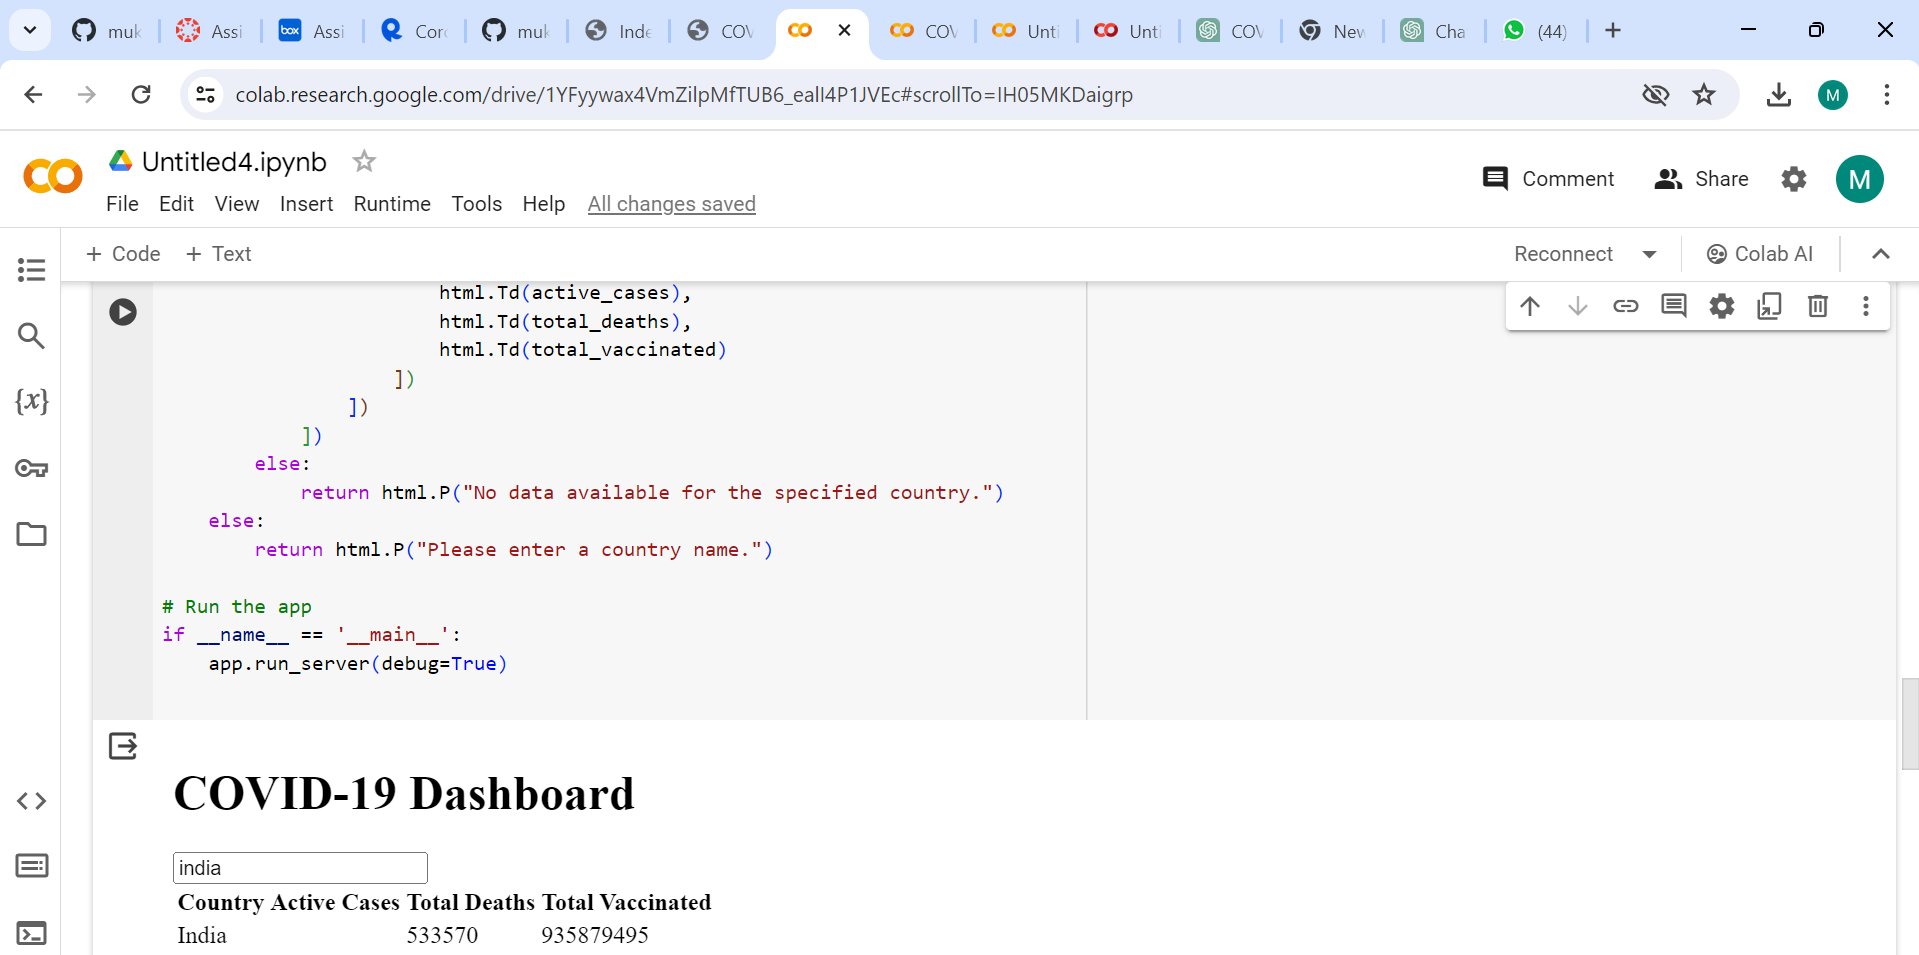 muk Assi box Assi Cor muk Inde COV COV Unti Unti COV New Cha (44)
colab.research.google.com/drive/1YFyywax4VmZilpMfTUB6_ealI4P1JVEc#scrollTo=IH05MKDaigrp
M
Untitled4.ipynb
Comment Share M
File Edit View Insert Runtime Tools Help All changes saved
+ Code + Text Reconnect Colab AI
html.Td(active_cases),
html.Td(total_deaths),
html.Td(total_vaccinated)
])
])
])
else:
return html.P("No data available for the specified country.")
else:
return html.P("Please enter a country name.")
# Run the app
if __name__ == '__main__':
app.run_server(debug=True)
{x}
COVID-19 Dashboard
india
Country Active Cases Total Deaths Total Vaccinated
India 533570 935879495